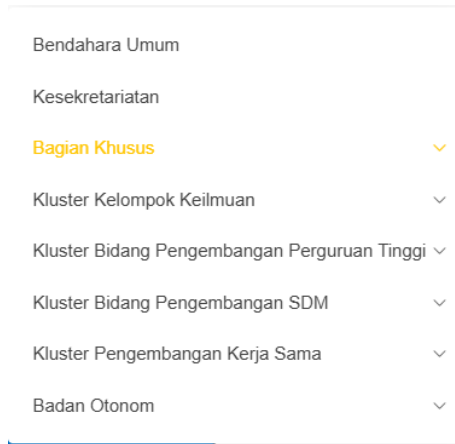 Bendahara Umum
Kesekretariatan
Bagian Khusus
Kluster Kelompok Keilmuan
Kluster Bidang Pengembangan Perguruan Tinggi
Kluster Bidang Pengembangan SDM
Kluster Pengembangan Kerja Sama
Badan Otonom